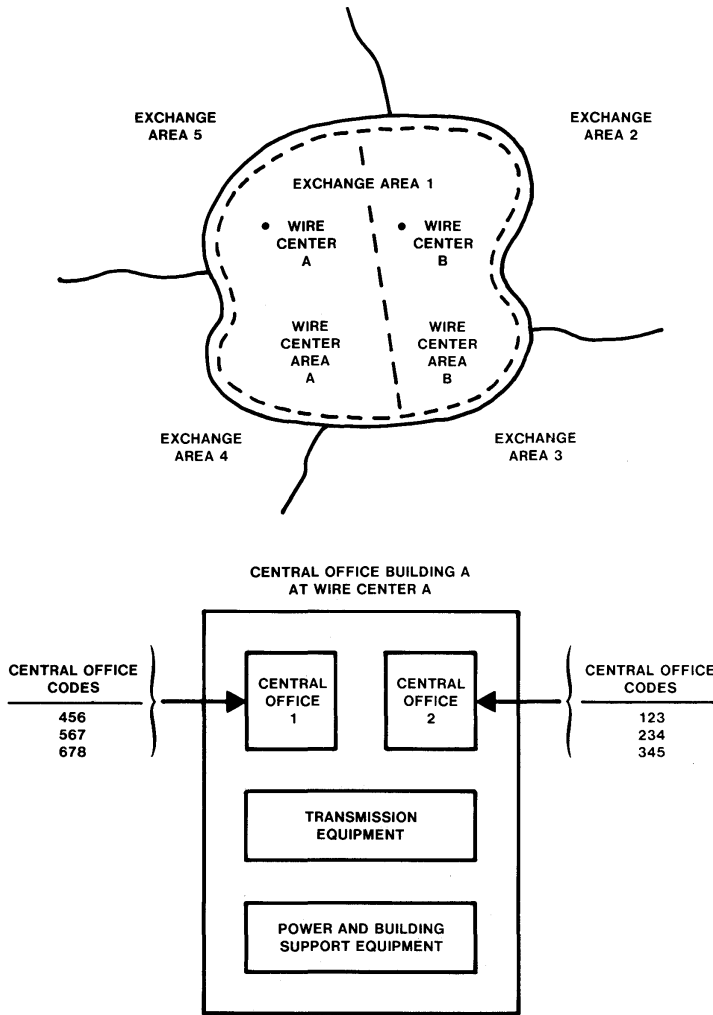 EXCHANGE
AREA 5
EXCHANGE
AREA 2
EXCHANGE AREA 1
WIRE
CENTER
A
WIRE
CENTER
B
WIRE
CENTER
AREA
A
WIRE
CENTER
AREA
B
EXCHANGE
AREA 4
EXCHANGE
AREA 3
CENTRAL OFFICE BUILDING A
AT WIRE CENTER A
CENTRAL OFFICE
CODES
456
567
678
CENTRAL
OFFICE
1
CENTRAL
OFFICE
2
CENTRAL OFFICE
CODES
123
234
345
TRANSMISSION
EQUIPMENT
POWER AND BUILDING
SUPPORT EQUIPMENT